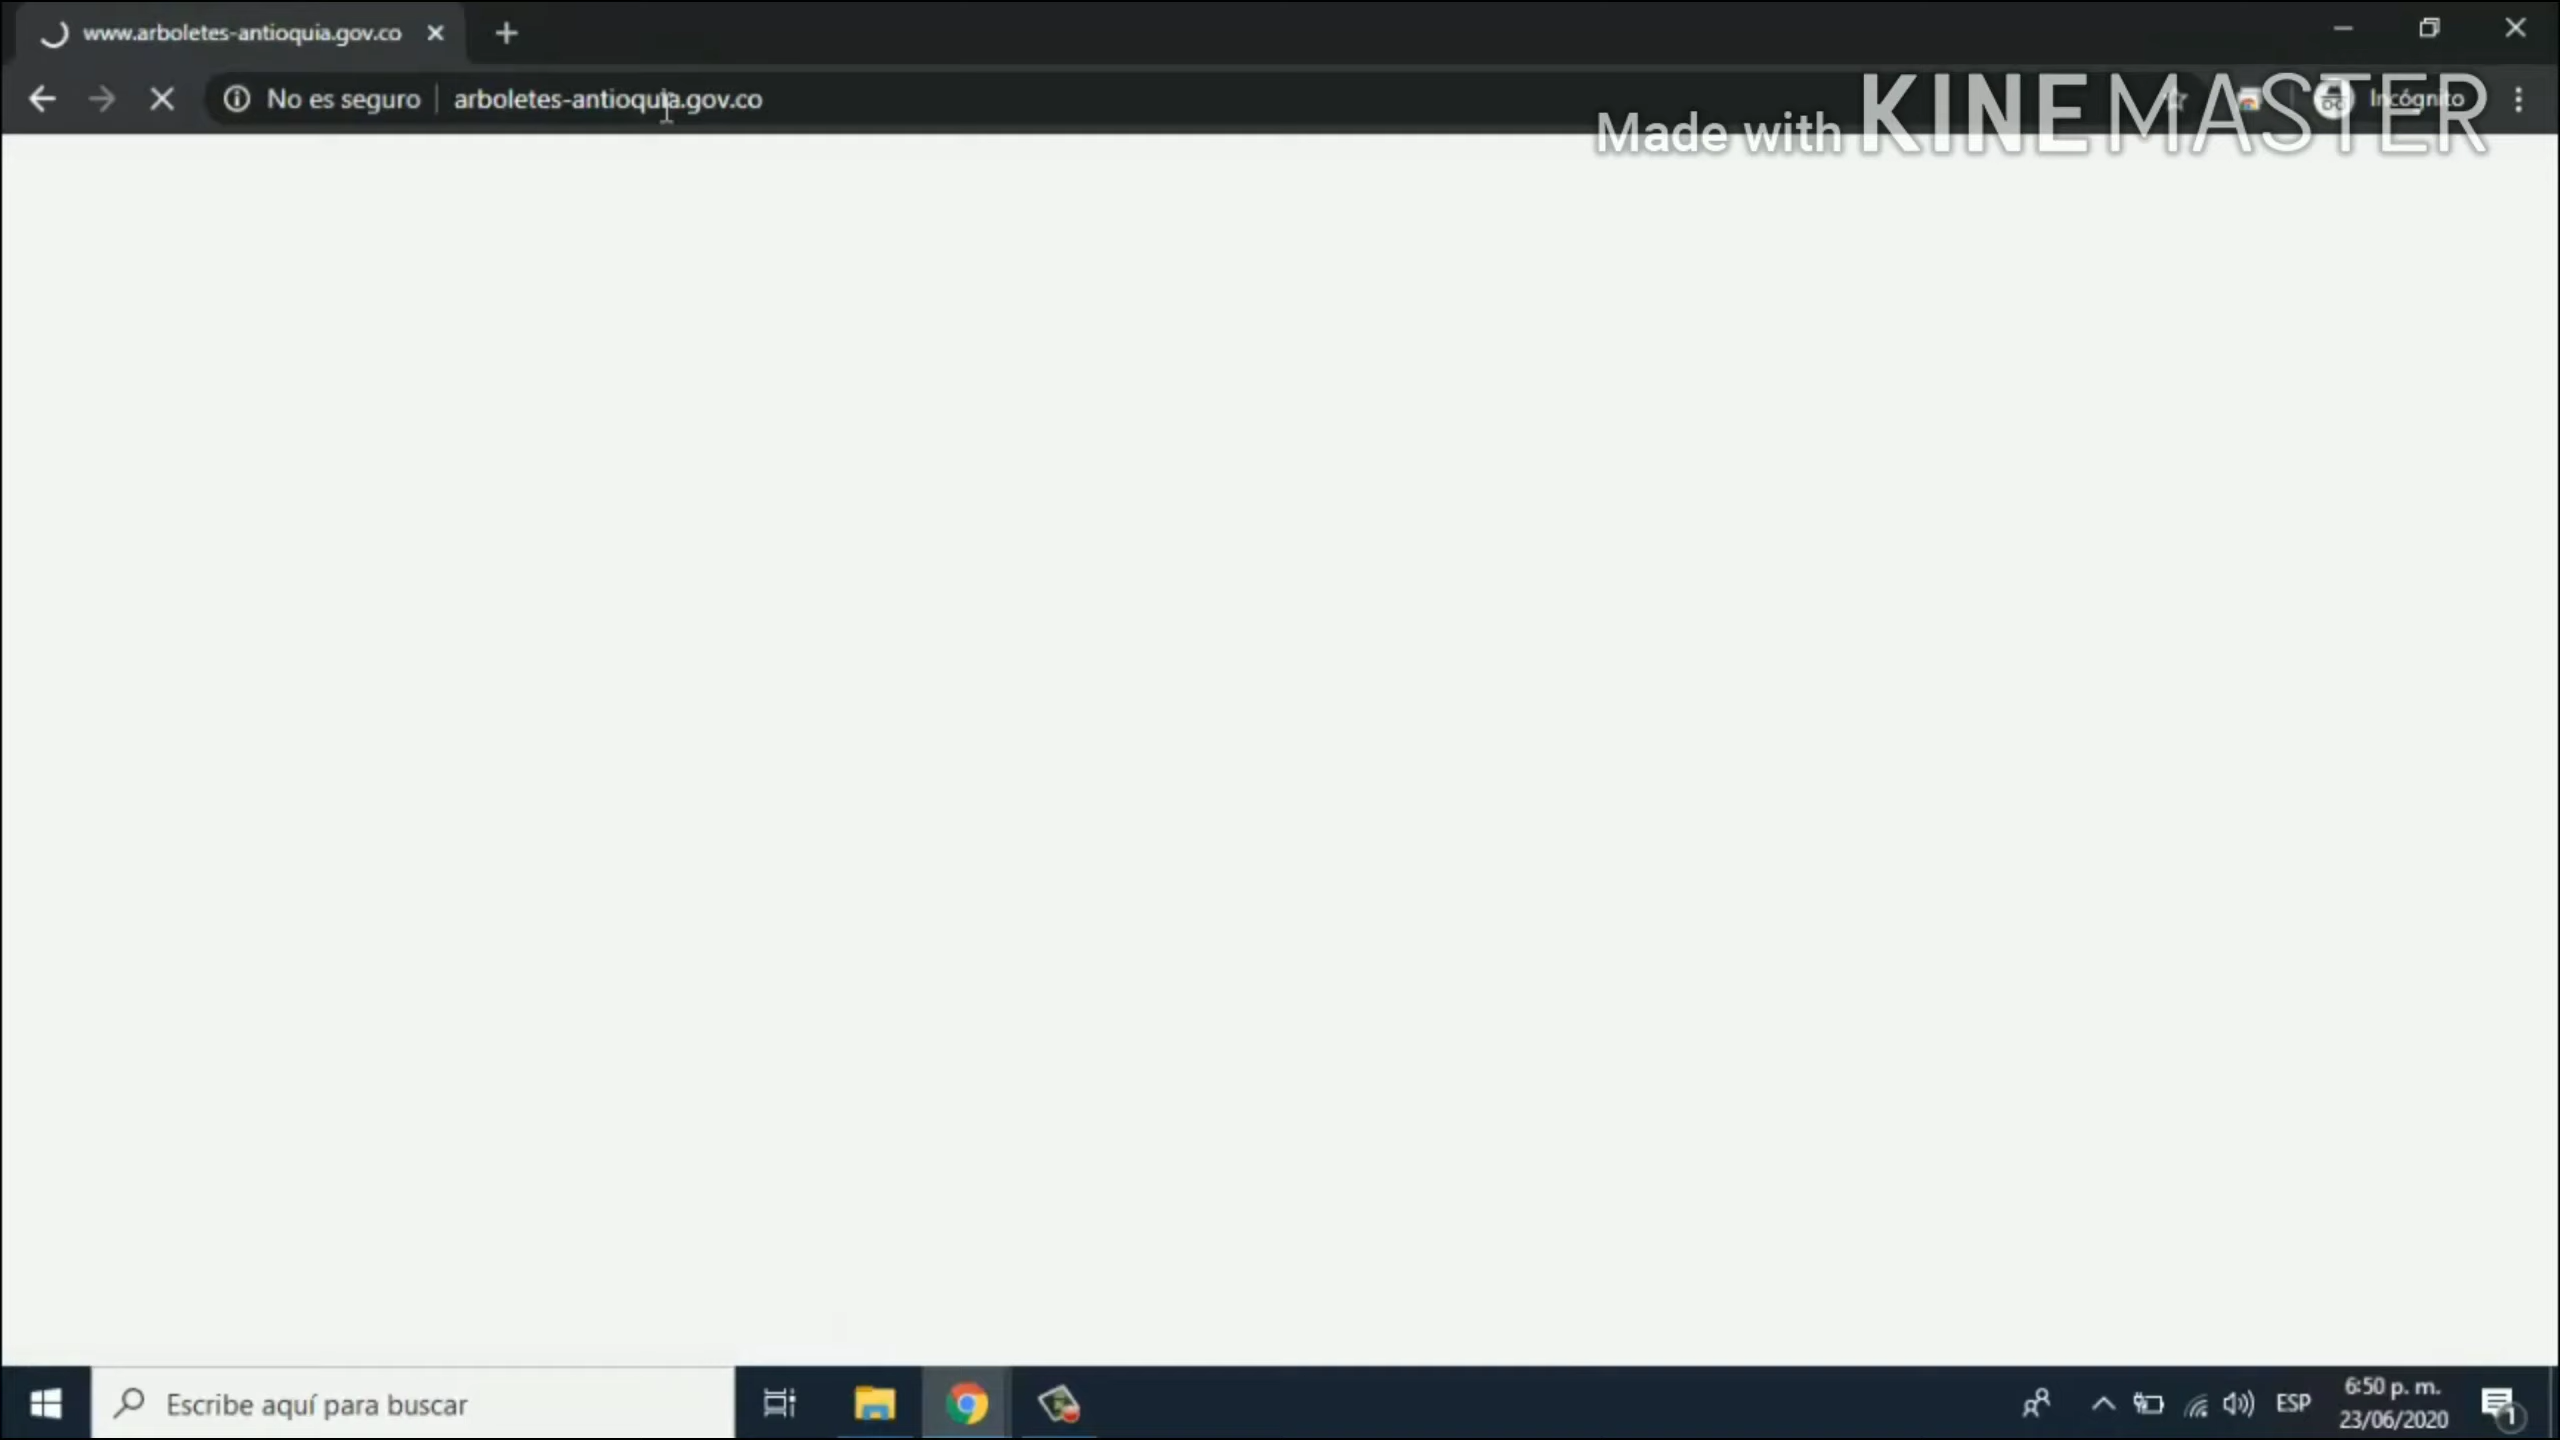 www.arboletes-antioquia.gov.co
No es seguro
arboletes-antioquia.gov.co
Incógnito
Made with KINEMASTER
Escribe aquí para buscar
ESP
6:50 p. m.
23/06/2020
1